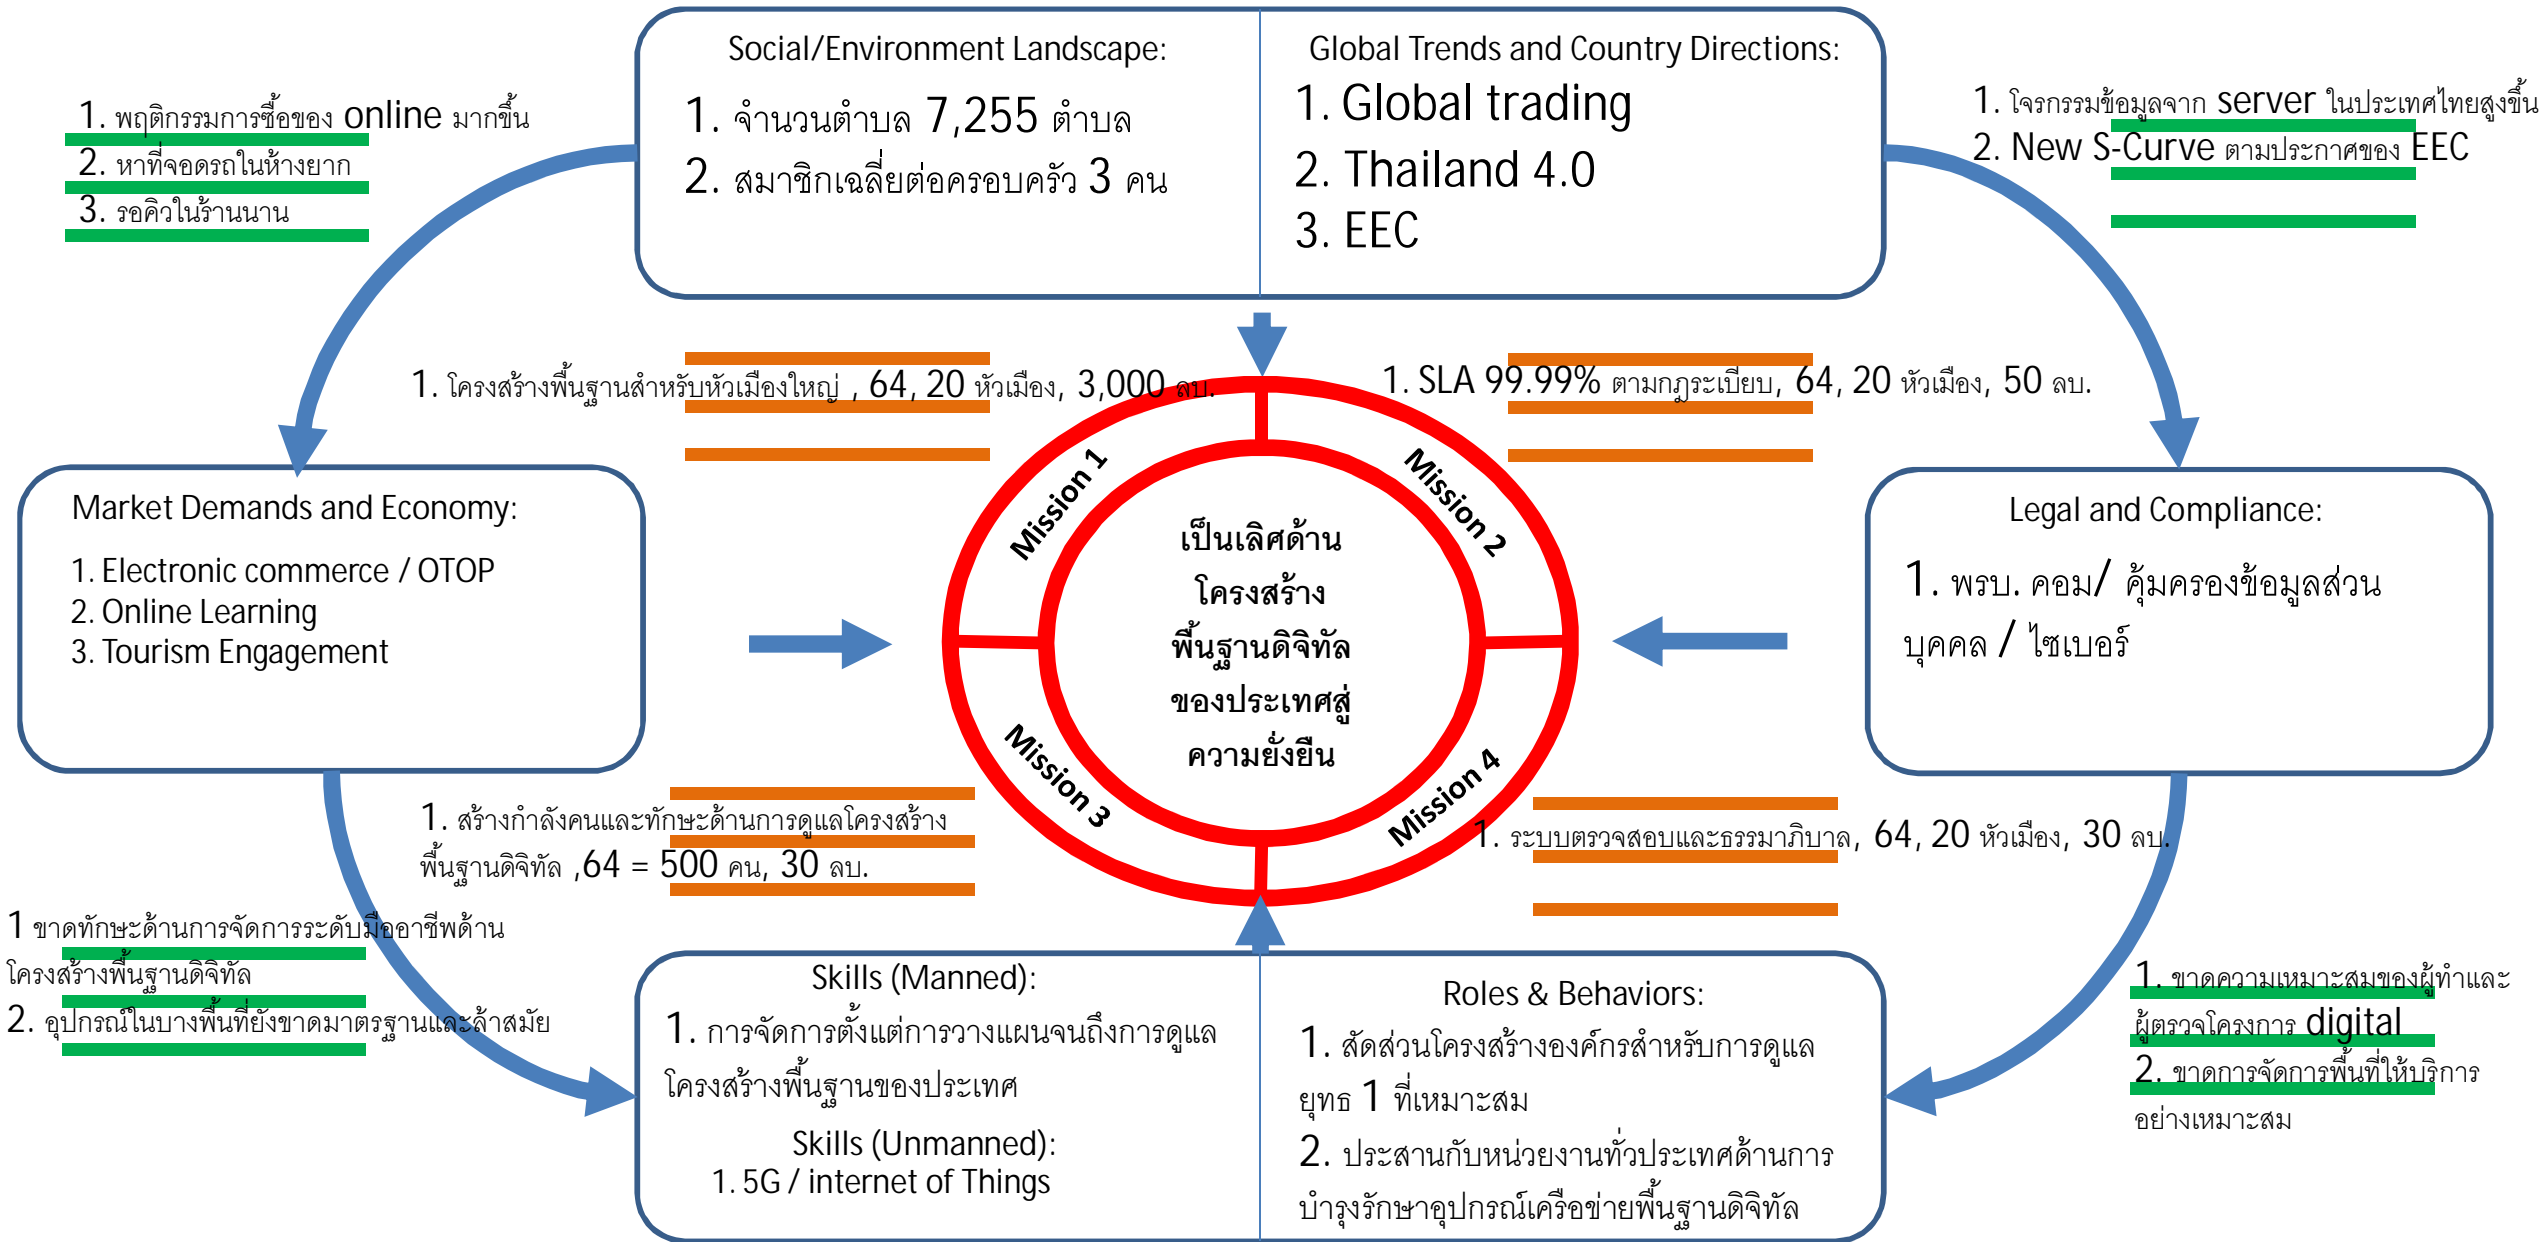 Social/Environment Landscape:
1. จำนวนตำบล 7,255 ตำบล
2. สมาชิกเฉลี่ยต่อครอบครัว 3 คน
Global Trends and Country Directions:
1. Global trading
2. Thailand 4.0
3. EEC
1. พฤติกรรมการซื้อของ online มากขึ้น
2. หาที่จอดรถในห้างยาก
3. รอคิวในร้านนาน
1. โจรกรรมข้อมูลจาก server ในประเทศไทยสูงขึ้น
2. New S-Curve ตามประกาศของ EEC
1. โครงสร้างพื้นฐานสำหรับหัวเมืองใหญ่ , 64, 20 หัวเมือง, 3,000 ลบ.
1. SLA 99.99% ตามกฎระเบียบ, 64, 20 หัวเมือง, 50 ลบ.
Market Demands and Economy:
1. Electronic commerce / OTOP
2. Online Learning
3. Tourism Engagement
Mission 1
Mission 2
เป็นเลิศด้าน
โครงสร้าง
พื้นฐานดิจิทัล
ของประเทศสู่
ความยั่งยืน
Mission 3
Mission 4
Legal and Compliance:
1. พรบ. คอม/ คุ้มครองข้อมูลส่วน
บุคคล / ไซเบอร์
1. สร้างกำลังคนและทักษะด้านการดูแลโครงสร้าง
พื้นฐานดิจิทัล ,64 = 500 คน, 30 ลบ.
1. ระบบตรวจสอบและธรรมาภิบาล, 64, 20 หัวเมือง, 30 ลบ.
1 ขาดทักษะด้านการจัดการระดับมืออาชีพด้าน
โครงสร้างพื้นฐานดิจิทัล
2. อุปกรณ์ในบางพื้นที่ยังขาดมาตรฐานและล้าสมัย
Skills (Manned):
1. การจัดการตั้งแต่การวางแผนจนถึงการดูแล
โครงสร้างพื้นฐานของประเทศ
Skills (Unmanned):
1. 5G / internet of Things
Roles & Behaviors:
1. สัดส่วนโครงสร้างองค์กรสำหรับการดูแล
ยุทธ 1 ที่เหมาะสม
2. ประสานกับหน่วยงานทั่วประเทศด้านการ
บำรุงรักษาอุปกรณ์เครือข่ายพื้นฐานดิจิทัล
1. ขาดความเหมาะสมของผู้ทำและ
ผู้ตรวจโครงการ digital
2. ขาดการจัดการพื้นที่ให้บริการ
อย่างเหมาะสม